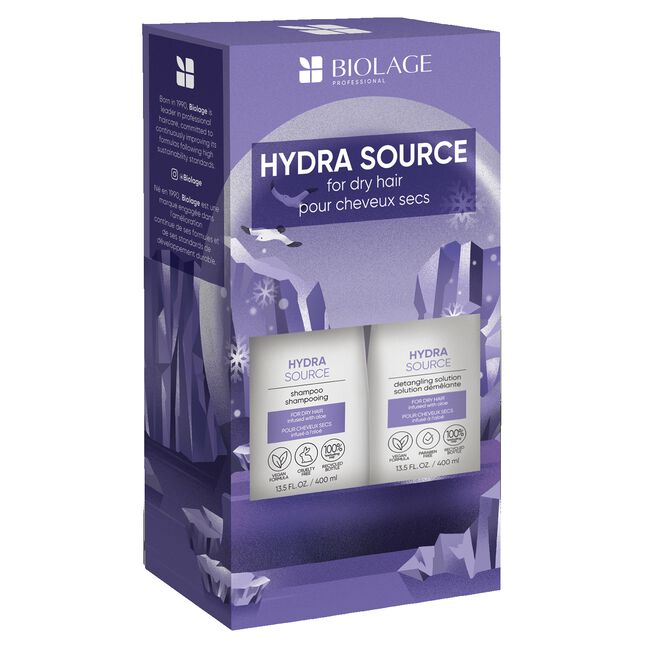 Born in 1990, Biolage is
leader in professional
haircare, committed to
continuously improving its
formulas following high
sustainability standards.
@Biolage
Né en 1990, Biolage est une
marque engagée dans
l'amélioration
continue de ses formules et
de ses standards de
développement durable.
BIOLAGE
PROFESSIONAL
HYDRA SOURCE
for dry hair
pour cheveux secs
HYDRA
SOURCE
shampoo
shampooing
FOR DRY HAIR
infused with aloe
POUR CHEVEUX SECS
infusé à l'aloé
VEGAN
FORMULA
CRUELTY
FREE
100%
RECYCLED
BOTTLE
13.5 FL.OZ. / 400 ml
HYDRA
SOURCE
detangling solution
solution démêlante
FOR DRY HAIR
infused with aloe
POUR CHEVEUX SECS
infusé à l'aloé
VEGAN
FORMULA
PARABEN
FREE
100%
RECYCLED
BOTTLE
13.5 FL.OZ. / 400 ml